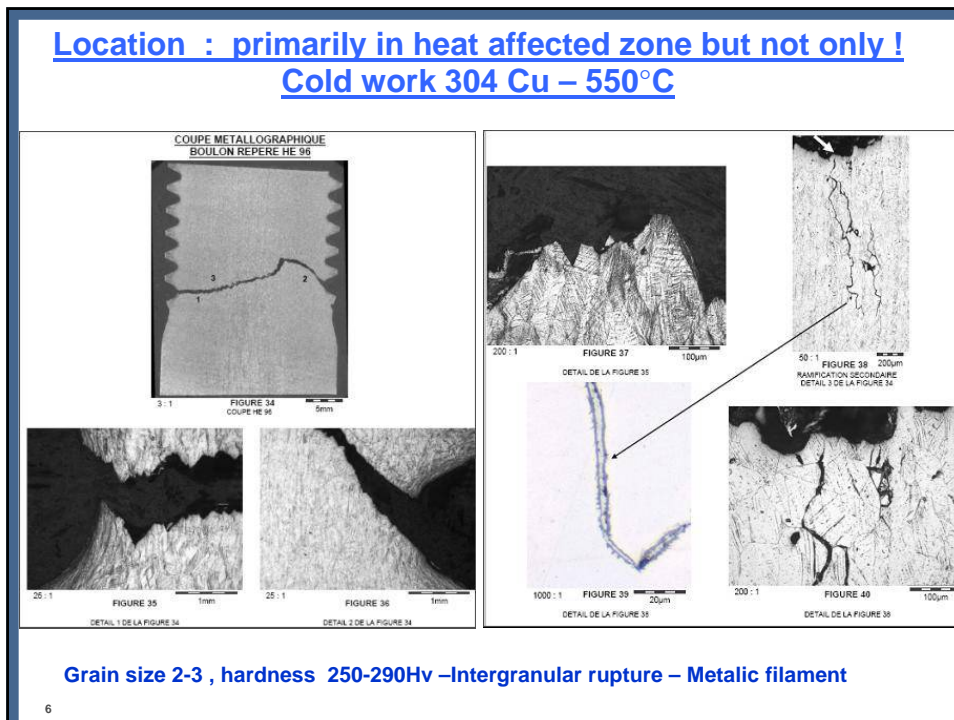 Location : primarily in heat affected zone but not only !
Cold work 304 Cu – 550°C
COUPE METALLOGRAPHIQUE
BOULON REPERE HE 96
3
1
2
3 : 1
FIGURE 34
5mm
COUPE HE 96
25 : 1
FIGURE 35
1mm
DETAIL 1 DE LA FIGURE 34
25 : 1
FIGURE 36
1mm
DETAIL 2 DE LA FIGURE 34
200 : 1
FIGURE 37
100µm
DETAIL DE LA FIGURE 35
50 : 1
FIGURE 38
200µm
RAMIFICATION SECONDAIRE
DETAIL 3 DE LA FIGURE 34
1000 : 1
FIGURE 39
20µm
DETAIL DE LA FIGURE 38
200 : 1
FIGURE 40
100µm
DETAIL DE LA FIGURE 38
Grain size 2-3 , hardness 250-290Hv –Intergranular rupture – Metalic filament
6